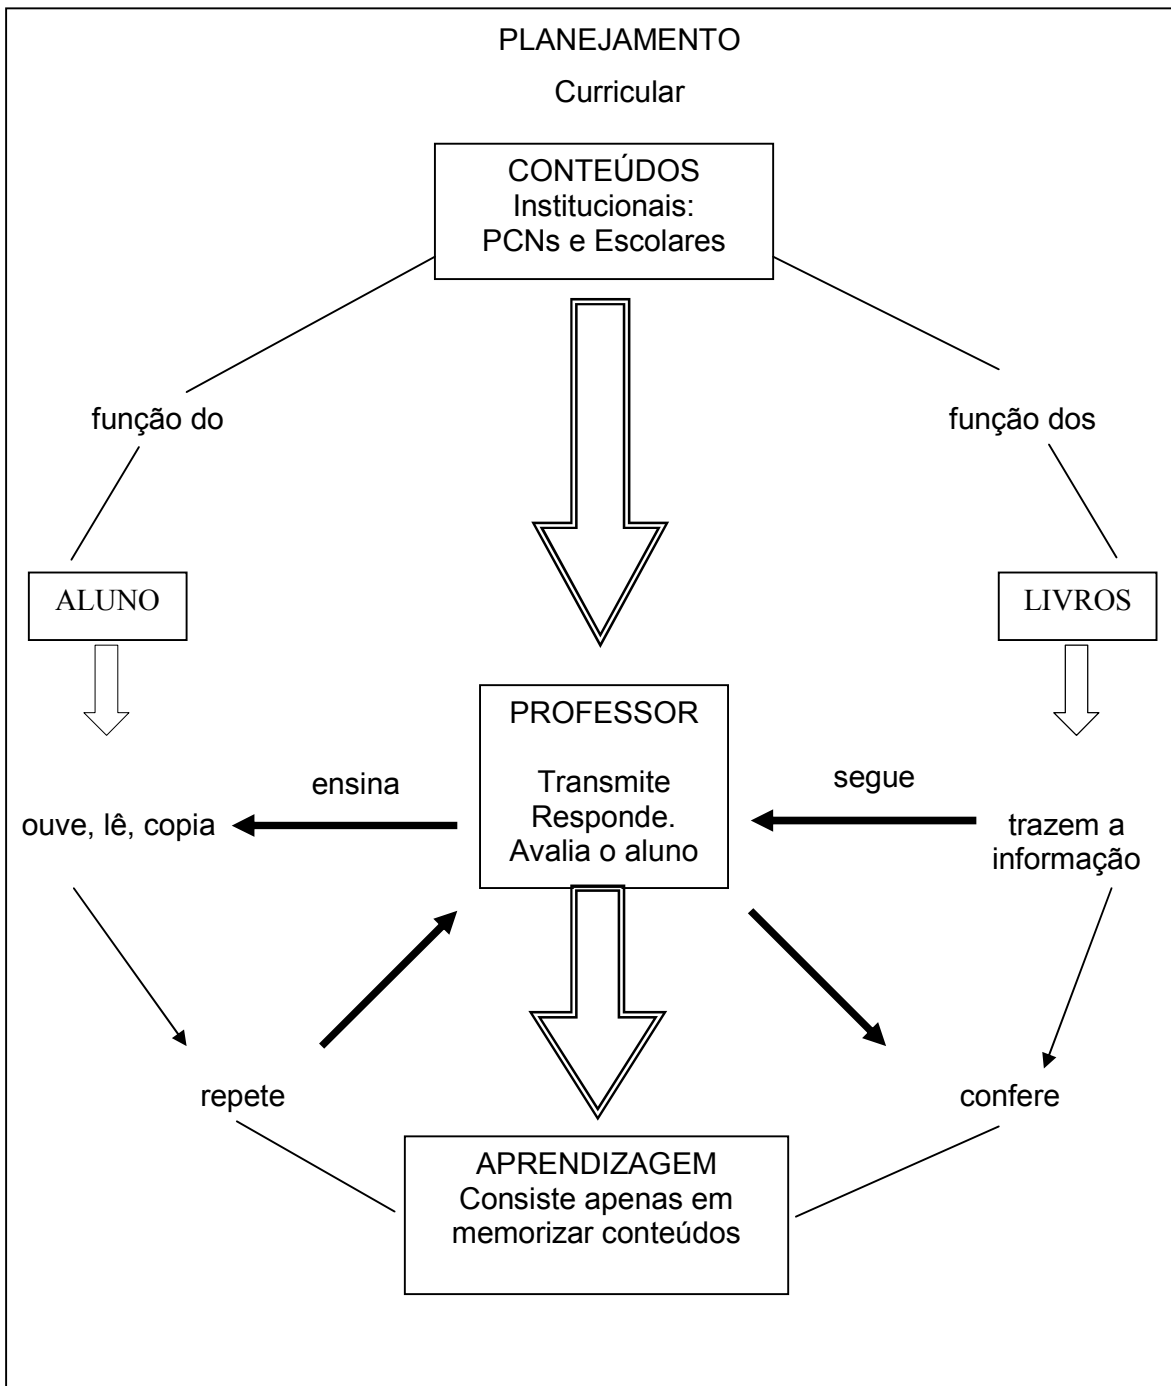 PLANEJAMENTO
Curricular
CONTEÚDOS
Institucionais:
PCNs e Escolares
função do
função dos
ALUNO
LIVROS
PROFESSOR
Transmite
Responde.
Avalia o aluno
ensina
segue
ouve, lê, copia
trazem a
informação
repete
confere
APRENDIZAGEM
Consiste apenas em
memorizar conteúdos